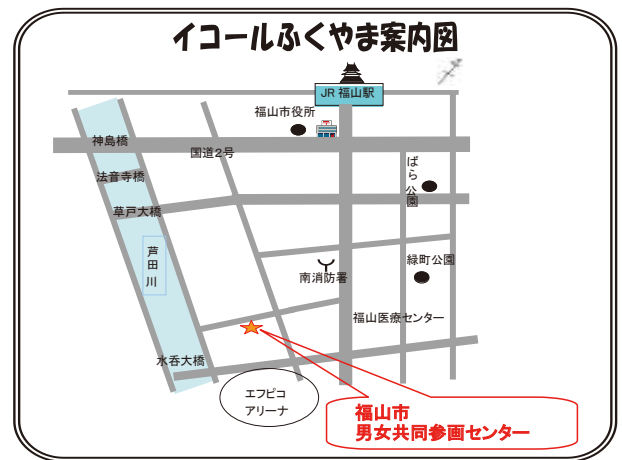 イコールふくやま案内図
JR 福山駅
福山市役所
神島橋
国道2号
法音寺橋
ばら公園
草戸大橋
芦田川
南消防署
緑町公園
福山医療センター
水呑大橋
エフピコ
アリーナ
福山市
男女共同参画センター